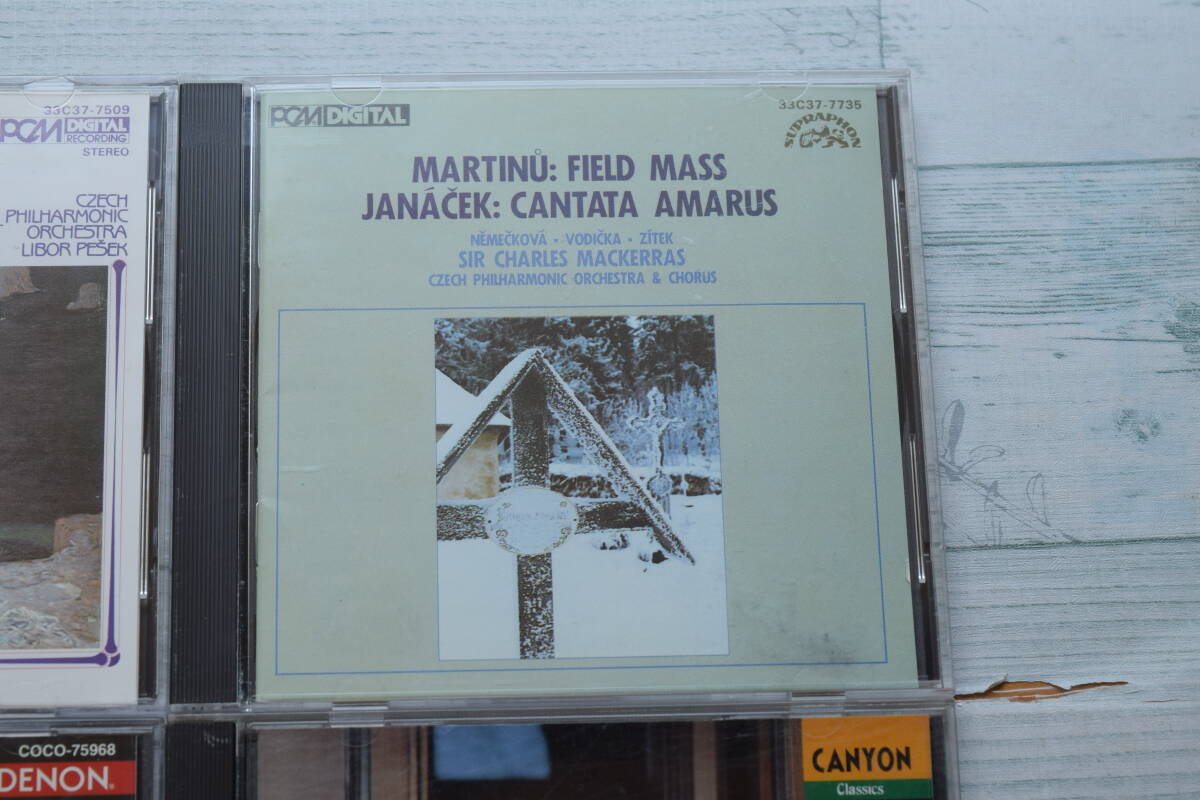 33C37-7509
PCM DIGITAL RECORDING
STEREO
CZECH
PHILHARMONIC
ORCHESTRA
LIBOR PEŠEK
PCM DIGITAL
33C37-7735
SUPRAPHON
MARTINŮ: FIELD MASS
JANÁČEK: CANTATA AMARUS
NĚMEČKOVÁ • VODIČKA • ZÍTEK
SIR CHARLES MACKERRAS
CZECH PHILHARMONIC ORCHESTRA & CHORUS
COCO-75968
DENON
CANYON
Classics